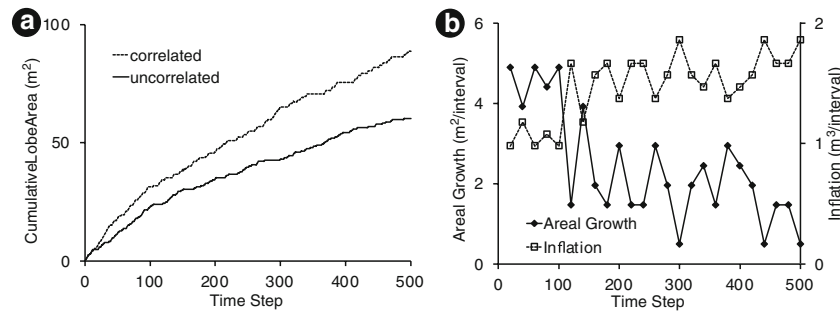 a
100
50
0
CumulativeLobeArea (m²)
correlated
uncorrelated
0 100 200 300 400 500
Time Step
b
6
4
2
0
Areal Growth (m²/interval)
Areal Growth
Inflation
2
1
0
Inflation (m³/interval)
0 100 200 300 400 500
Time Step